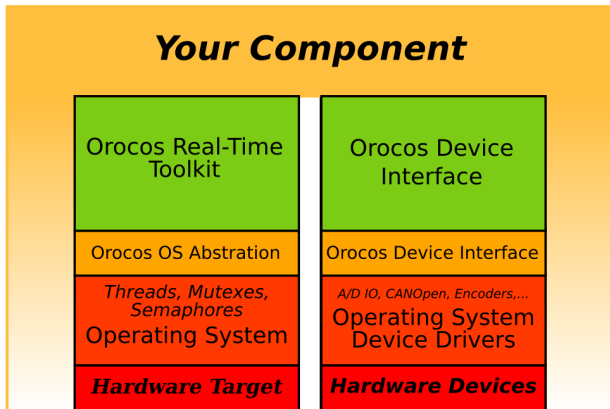 Your Component
Orocos Real-Time
Toolkit
Orocos OS Abstration
Threads, Mutexes,
Semaphores
Operating System
Hardware Target
Orocos Device
Interface
Orocos Device Interface
A/D IO, CANOpen, Encoders,...
Operating System
Device Drivers
Hardware Devices